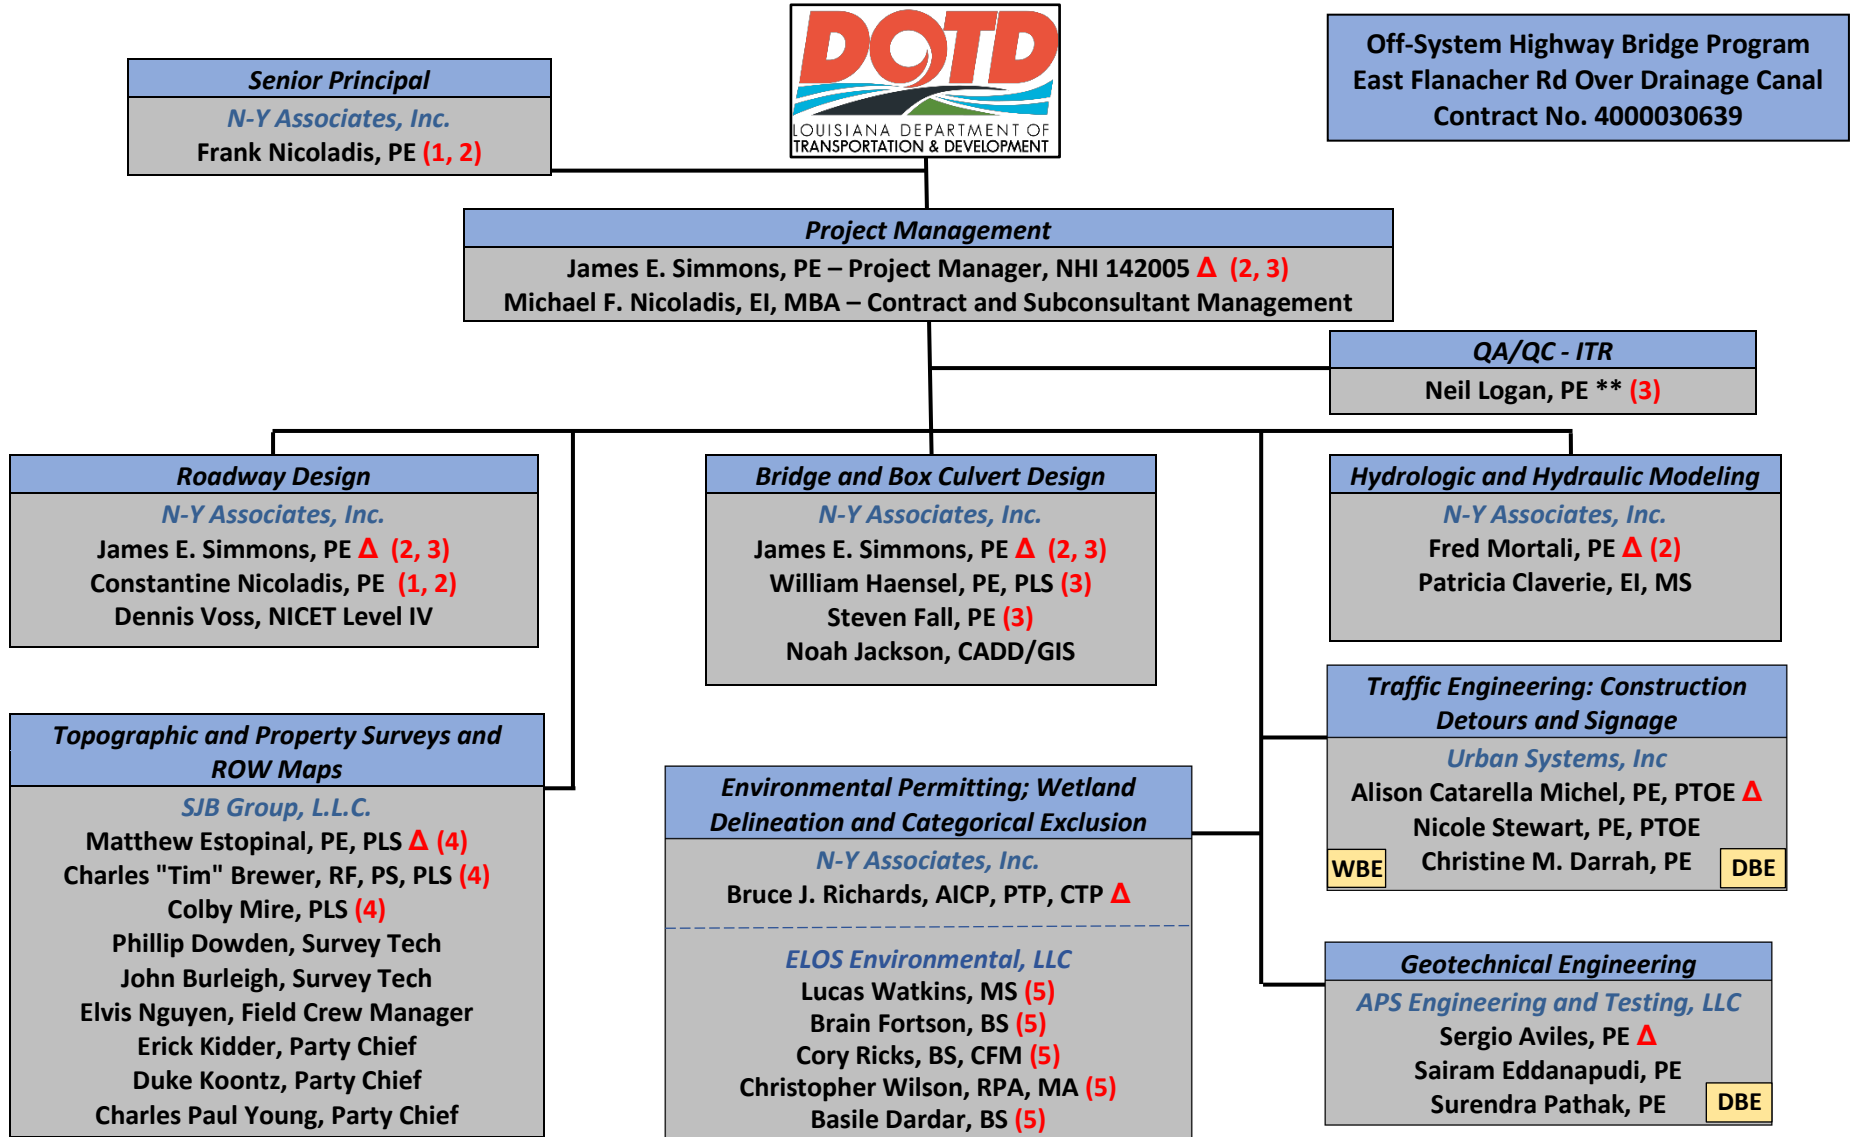 DOTD
LOUISIANA DEPARTMENT OF
TRANSPORTATION & DEVELOPMENT
Off-System Highway Bridge Program
East Flanacher Rd Over Drainage Canal
Contract No. 4000030639
Senior Principal
N-Y Associates, Inc.
Frank Nicoladis, PE (1, 2)
Project Management
James E. Simmons, PE – Project Manager, NHI 142005 Δ (2, 3)
Michael F. Nicoladis, EI, MBA – Contract and Subconsultant Management
QA/QC - ITR
Neil Logan, PE ** (3)
Roadway Design
N-Y Associates, Inc.
James E. Simmons, PE Δ (2, 3)
Constantine Nicoladis, PE (1, 2)
Dennis Voss, NICET Level IV
Bridge and Box Culvert Design
N-Y Associates, Inc.
James E. Simmons, PE Δ (2, 3)
William Haensel, PE, PLS (3)
Steven Fall, PE (3)
Noah Jackson, CADD/GIS
Hydrologic and Hydraulic Modeling
N-Y Associates, Inc.
Fred Mortali, PE Δ (2)
Patricia Claverie, EI, MS
Topographic and Property Surveys and
ROW Maps
SJB Group, L.L.C.
Matthew Estopinal, PE, PLS Δ (4)
Charles "Tim" Brewer, RF, PS, PLS (4)
Colby Mire, PLS (4)
Phillip Dowden, Survey Tech
John Burleigh, Survey Tech
Elvis Nguyen, Field Crew Manager
Erick Kidder, Party Chief
Duke Koontz, Party Chief
Charles Paul Young, Party Chief
Environmental Permitting; Wetland
Delineation and Categorical Exclusion
N-Y Associates, Inc.
Bruce J. Richards, AICP, PTP, CTP Δ
ELOS Environmental, LLC
Lucas Watkins, MS (5)
Brain Fortson, BS (5)
Cory Ricks, BS, CFM (5)
Christopher Wilson, RPA, MA (5)
Basile Dardar, BS (5)
Traffic Engineering: Construction
Detours and Signage
Urban Systems, Inc
Alison Catarella Michel, PE, PTOE Δ
Nicole Stewart, PE, PTOE
Christine M. Darrah, PE
WBE
DBE
Geotechnical Engineering
APS Engineering and Testing, LLC
Sergio Aviles, PE Δ
Sairam Eddanapudi, PE
Surendra Pathak, PE
DBE